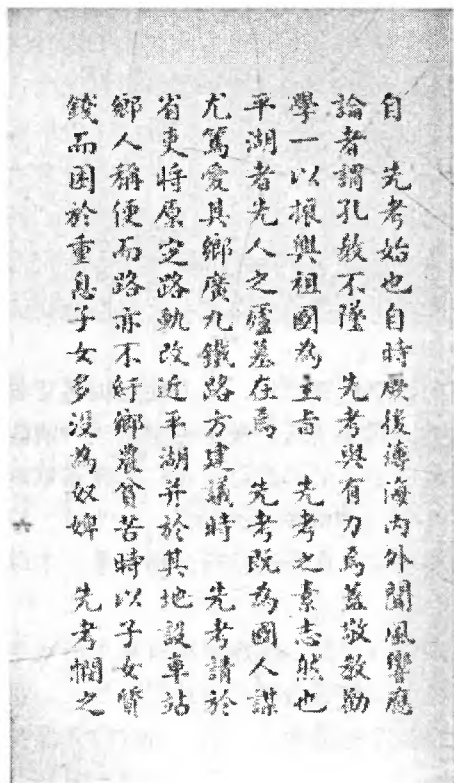 自　先考始也自時厥後薄海內外聞風響應
論者謂孔教不墜　先考與有力焉蓋敬教勸
學一以振興祖國為主旨　先考之素志然也
平湖者先人之廬墓在焉　先考既為國人謀
尤篤愛其鄉廣九鐵路方建議時　先考請於
省吏將原定路軌改近平湖并於其地設車站
鄉人稱便而路亦不紆鄉農貧苦時以子女質
錢而困於重息子女多沒為奴婢　先考憫之
六